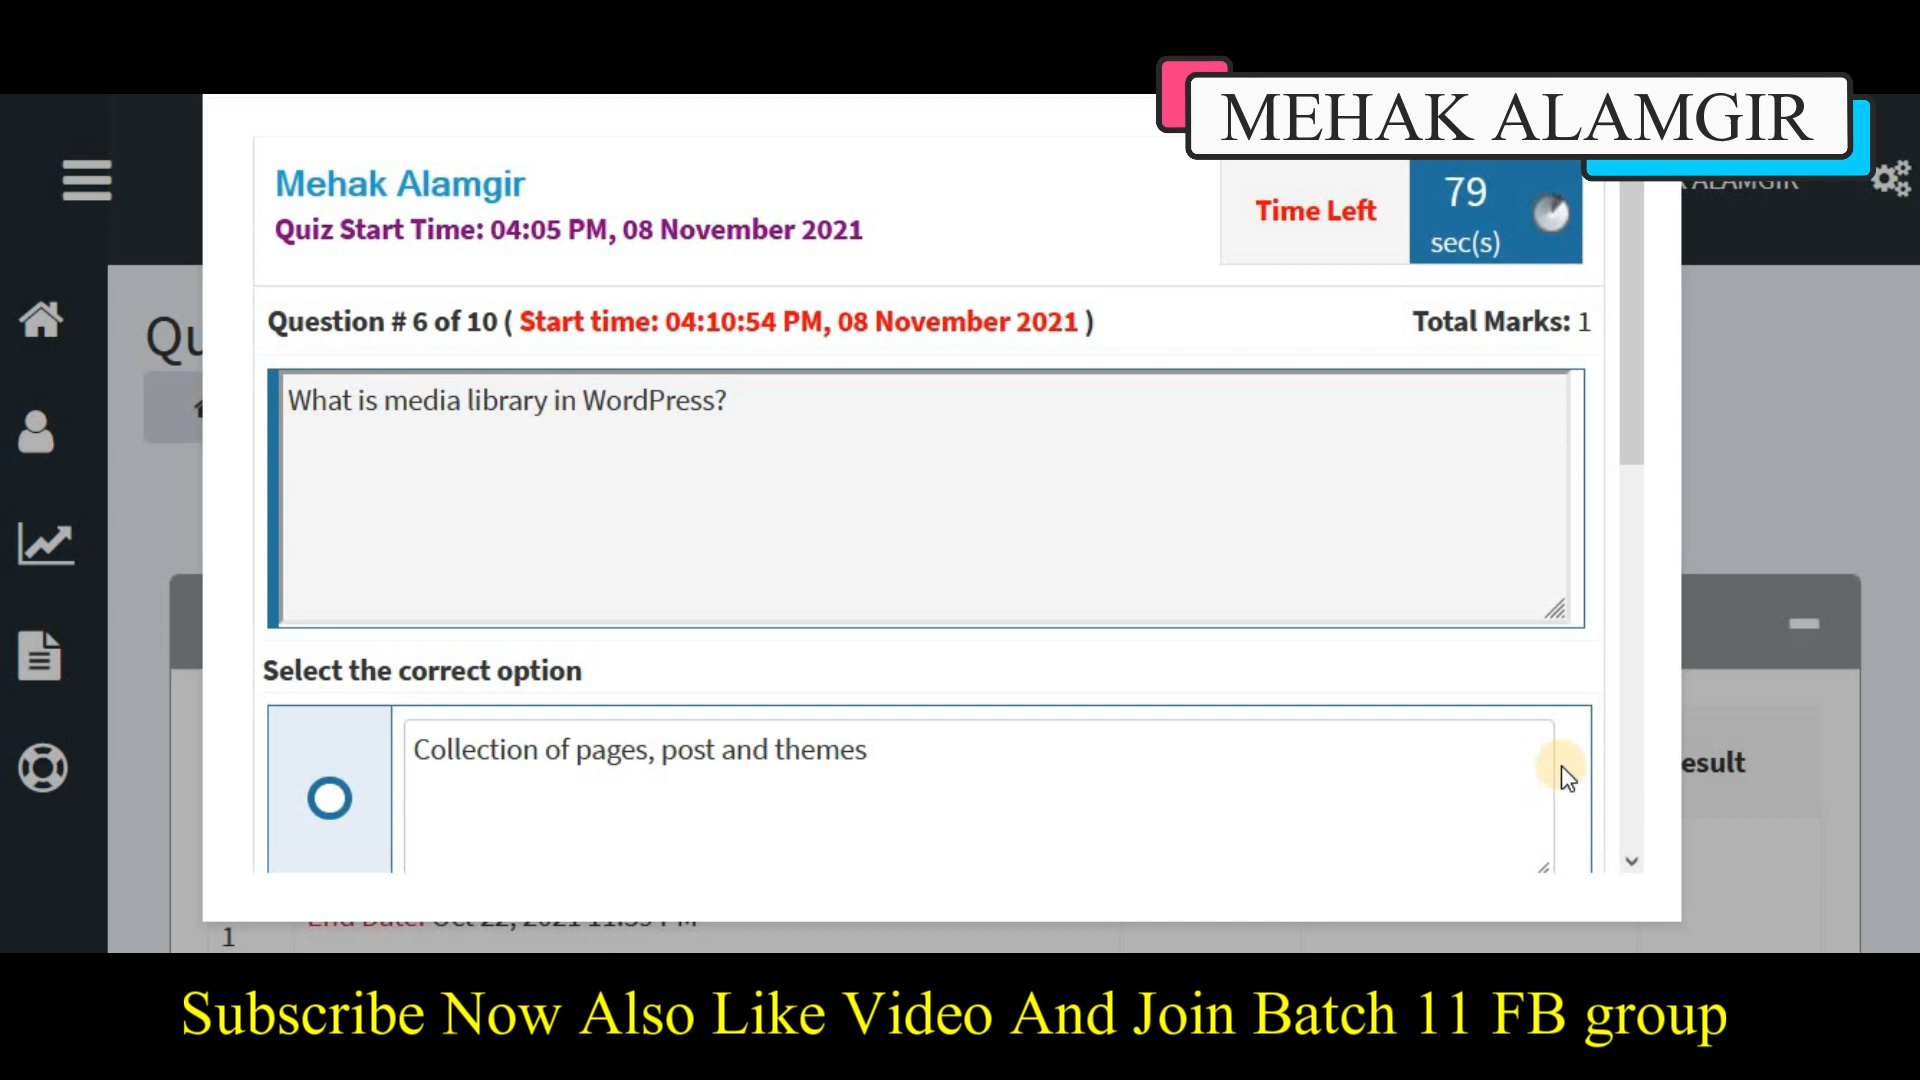 MEHAK ALAMGIR
Mehak Alamgir
Quiz Start Time: 04:05 PM, 08 November 2021
Time Left
79
sec(s)
Question # 6 of 10 ( Start time: 04:10:54 PM, 08 November 2021 )
Total Marks: 1
Qu
What is media library in WordPress?
Select the correct option
Collection of pages, post and themes
esult
1
Subscribe Now Also Like Video And Join Batch 11 FB group